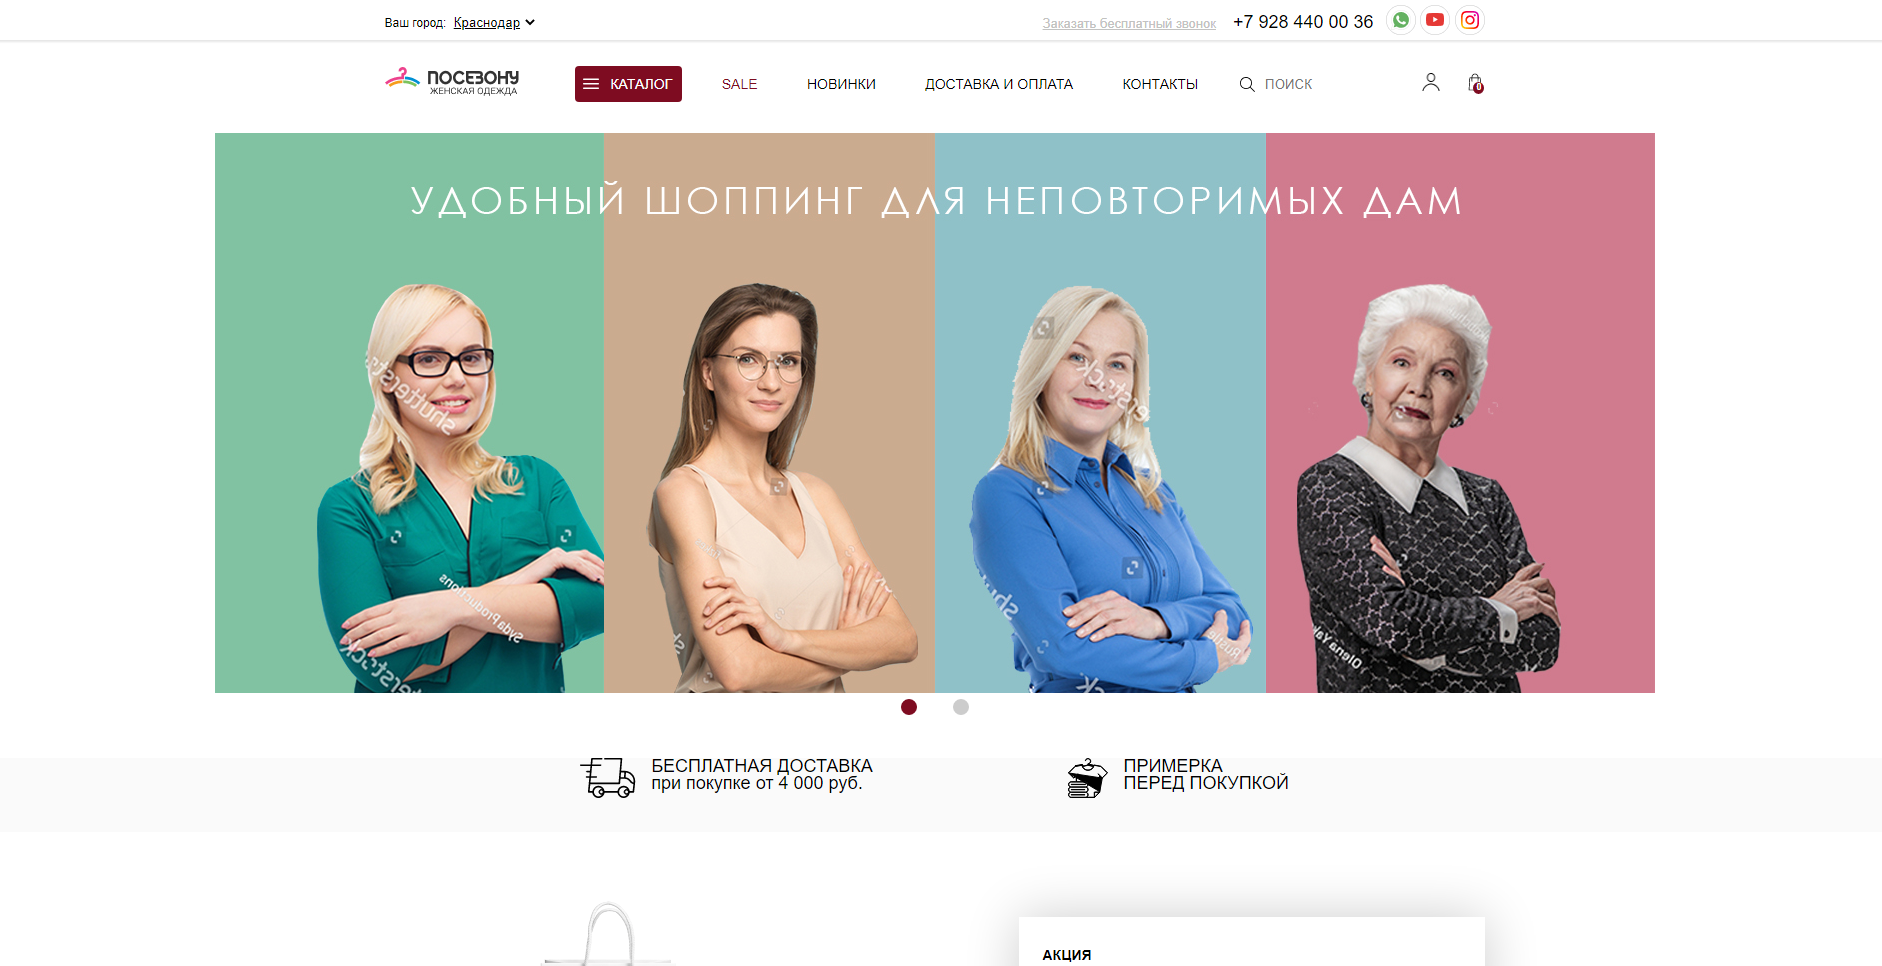 Ваш город: Краснодар
Заказать бесплатный звонок +7 928 440 00 36
ПОСЕЗОНУ
ЖЕНСКАЯ ОДЕЖДА
КАТАЛОГ SALE НОВИНКИ ДОСТАВКА И ОПЛАТА КОНТАКТЫ ПОИСК
0
УДОБНЫЙ ШОППИНГ ДЛЯ НЕПОВТОРИМЫХ ДАМ
Syda Productions
БЕСПЛАТНАЯ ДОСТАВКА
при покупке от 4 000 руб.
ПРИМЕРКА
ПЕРЕД ПОКУПКОЙ
АКЦИЯ